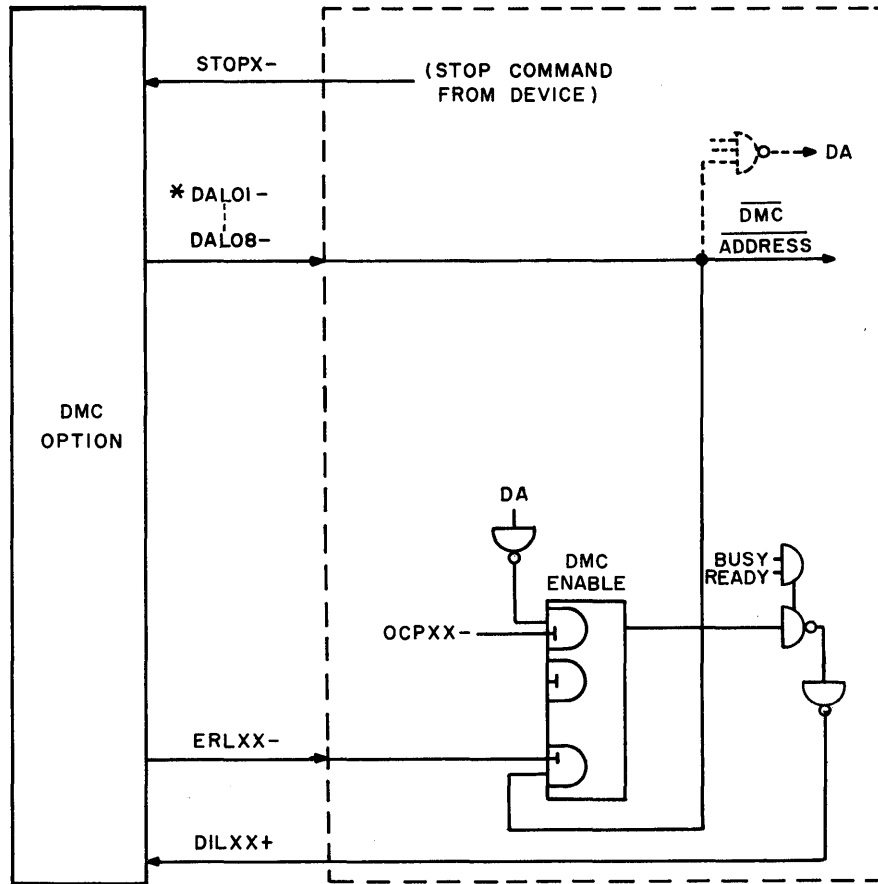 STOPX-
(STOP COMMAND
FROM DEVICE)
DA
* DAL01-
DAL08-
DMC
ADDRESS
DMC
OPTION
DA
DMC
ENABLE
BUSY
READY
OCPXX-
ERLXX-
DILXX+